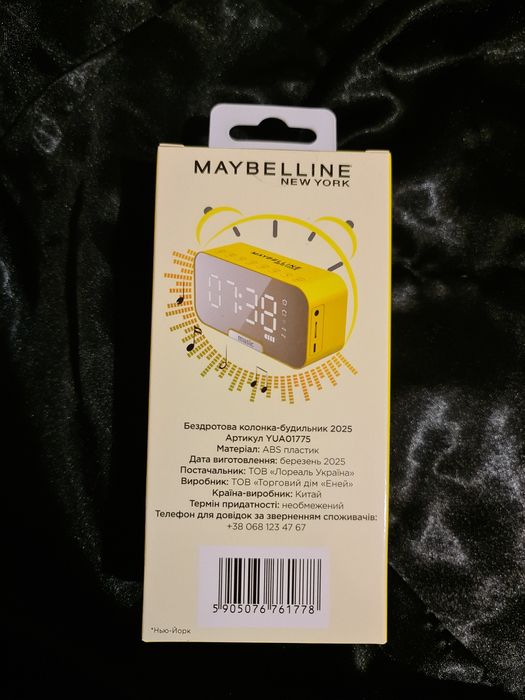 MAYBELLINE
NEW YORK
MAYBELLINE
07:38
music
Бездротова колонка-будильник 2025
Артикул YUA01775
Матеріал: ABS пластик
Дата виготовлення: березень 2025
Постачальник: ТОВ «Лореаль Україна»
Виробник: ТОВ «Торговий дім «Еней»
Країна-виробник: Китай
Термін придатності: необмежений
Телефон для довідок за зверненням споживачів:
+38 068 123 47 67
5 905076 761778
*Нью-Йорк